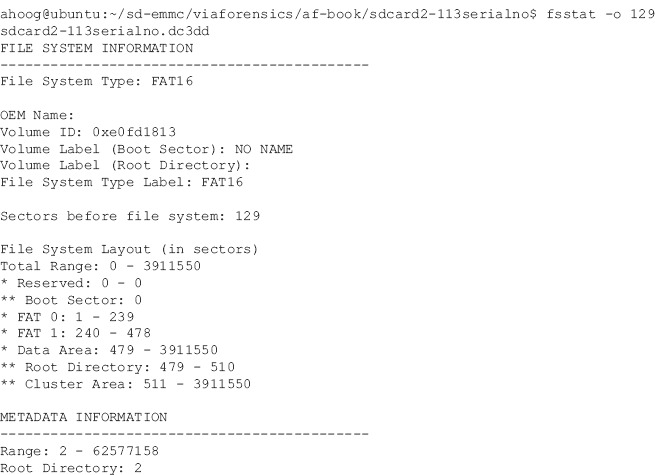 ahoog@ubuntu:~/sd-emmc/viaforensics/af-book/sdcard2-113serialno$ fsstat -o 129
sdcard2-113serialno.dc3dd
FILE SYSTEM INFORMATION
--------------------------------------------
File System Type: FAT16
OEM Name:
Volume ID: 0xe0fd1813
Volume Label (Boot Sector): NO NAME
Volume Label (Root Directory):
File System Type Label: FAT16
Sectors before file system: 129
File System Layout (in sectors)
Total Range: 0 - 3911550
* Reserved: 0 - 0
** Boot Sector: 0
* FAT 0: 1 - 239
* FAT 1: 240 - 478
* Data Area: 479 - 3911550
** Root Directory: 479 - 510
** Cluster Area: 511 - 3911550
METADATA INFORMATION
--------------------------------------------
Range: 2 - 62577158
Root Directory: 2